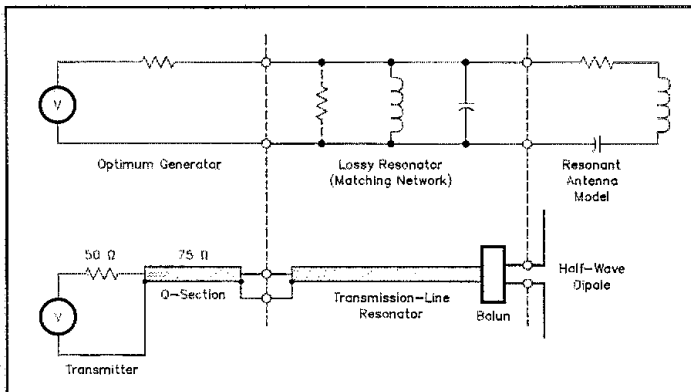 V
Optimum Generator
Lossy Resonator
(Matching Network)
Resonant
Antenna
Model
50 Ω
75 Ω
V
Q-Section
Transmitter
Transmission-Line
Resonator
Balun
Half-Wave
Dipole